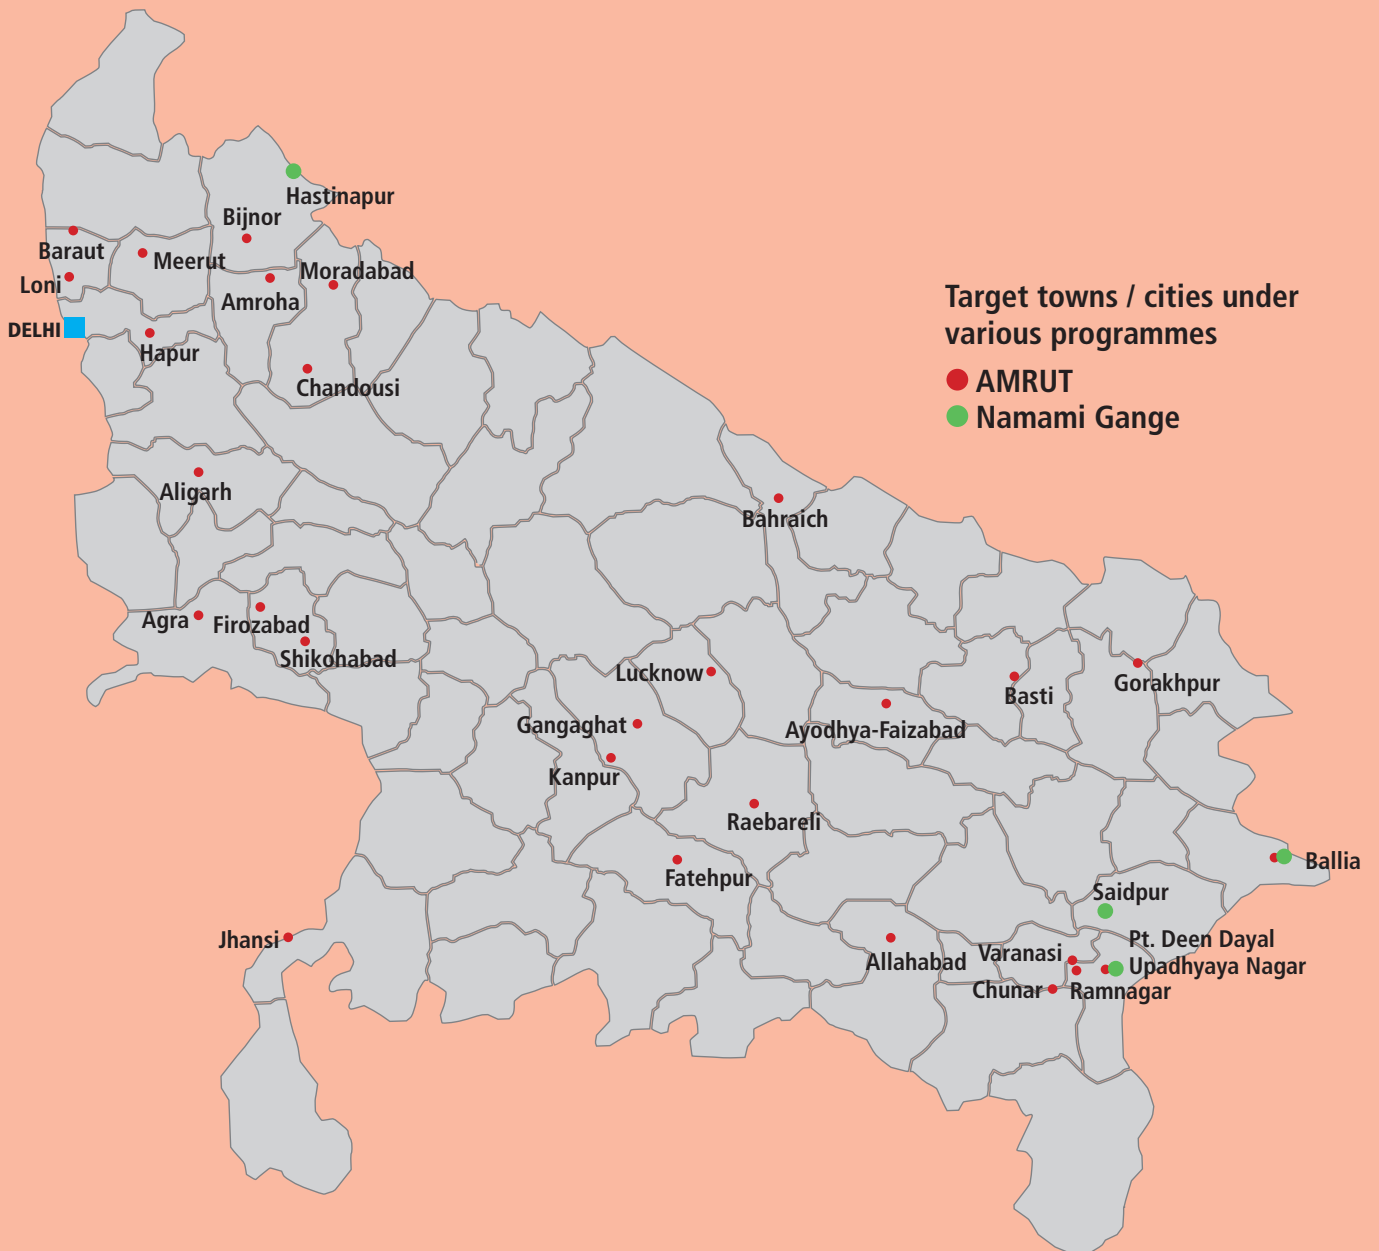 Hastinapur
Bijnor
Baraut
Meerut
Moradabad
Loni
Amroha
Target towns / cities under
various programmes
DELHI
Hapur
AMRUT
Chandousi
Namami Gange
Aligarh
Bahraich
Agra
Firozabad
Shikohabad
Lucknow
Basti
Gorakhpur
Gangaghat
Ayodhya-Faizabad
Kanpur
Raebareli
Ballia
Fatehpur
Saidpur
Jhansi
Pt. Deen Dayal
Upadhyaya Nagar
Varanasi
Allahabad
Chunar
Ramnagar